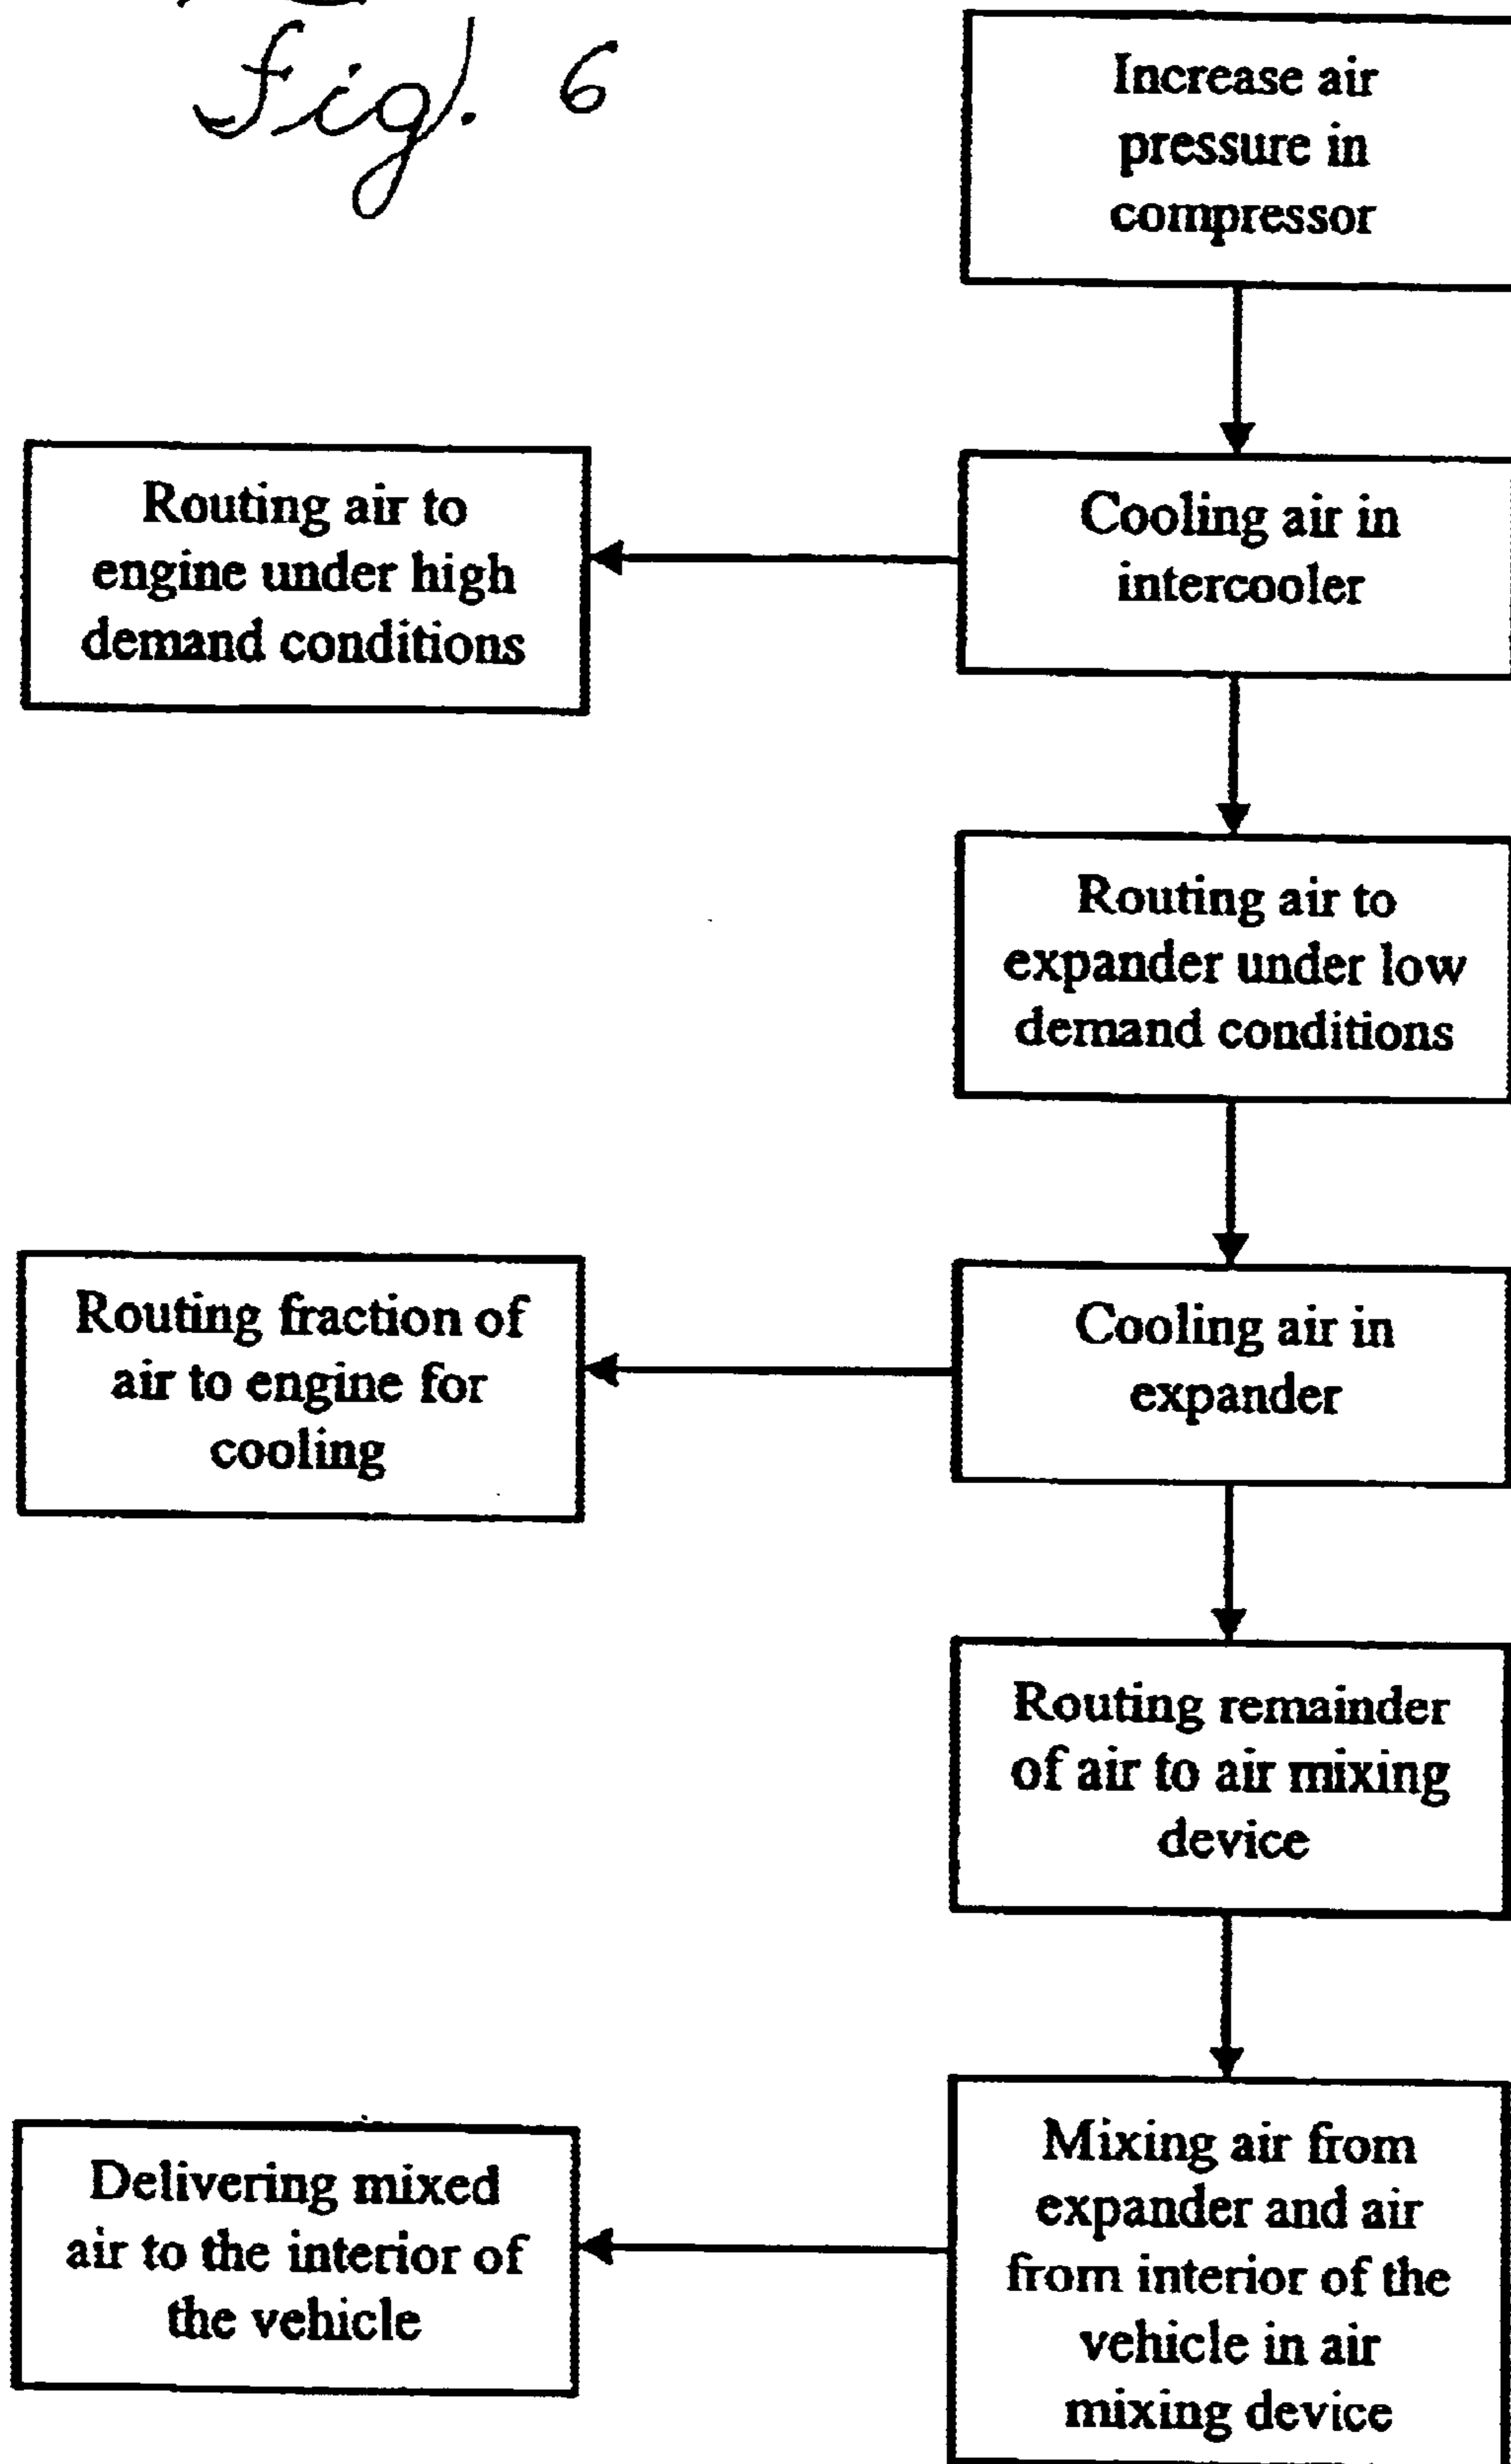 Fig. 6
Increase air
pressure in
compressor
Routing air to
engine under high
demand conditions
Cooling air in
intercooler
Routing air to
expander under low
demand conditions
Routing fraction of
air to engine for
cooling
Cooling air in
expander
Routing remainder
of air to air mixing
device
Delivering mixed
air to the interior of
the vehicle
Mixing air from
expander and air
from interior of the
vehicle in air
mixing device